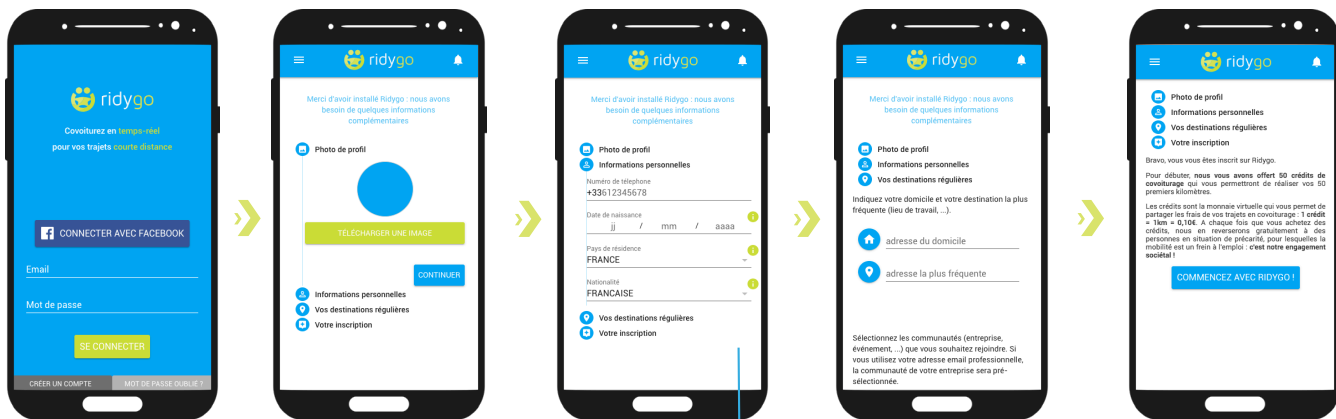 ridygo
Covoiturez en temps-réel
pour vos trajets courte distance
CONNECTER AVEC FACEBOOK
Email
Mot de passe
SE CONNECTER
CRÉER UN COMPTE
MOT DE PASSE OUBLIÉ ?
ridygo
Merci d'avoir installé Ridygo : nous avons
besoin de quelques informations
complémentaires
Photo de profil
TÉLÉCHARGER UNE IMAGE
CONTINUER
Informations personnelles
Vos destinations régulières
Votre inscription
ridygo
Merci d'avoir installé Ridygo : nous avons
besoin de quelques informations
complémentaires
Photo de profil
Informations personnelles
Numéro de télephone
+33612345678
Date de naissance
jj / mm / aaaa
Pays de résidence
FRANCE
Nationalité
FRANCAISE
Vos destinations régulières
Votre inscription
ridygo
Merci d'avoir installé Ridygo : nous avons
besoin de quelques informations
complémentaires
Photo de profil
Informations personnelles
Vos destinations régulières
Indiquez votre domicile et votre destination la plus
fréquente (lieu de travail, ...).
adresse du domicile
adresse la plus fréquente
Sélectionnez les communautés (entreprise,
événement, ...) que vous souhaitez rejoindre. Si
vous utilisez votre adresse email professionnelle,
la communauté de votre entreprise sera pré-
sélectionnée.
ridygo
Photo de profil
Informations personnelles
Vos destinations régulières
Votre inscription
Bravo, vous vous êtes inscrit sur Ridygo.
Pour débuter, nous vous avons offert 50 crédits de
covoiturage qui vous permettront de réaliser vos 50
premiers kilomètres.
Les crédits sont la monnaie virtuelle qui vous permet de
partager les frais de vos trajets en covoiturage : 1 crédit
= 1km = 0,10€. A chaque fois que vous achetez des
crédits, nous en reverserons gratuitement à des
personnes en situation de précarité, pour lesquelles la
mobilité est un frein à l'emploi : c'est notre engagement
sociétal !
COMMENCEZ AVEC RIDYGO !